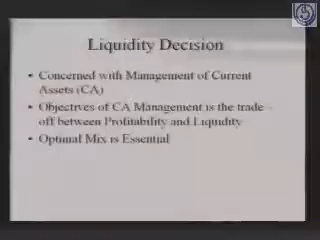 Liquidity Decision
• Concerned with Management of Current
Assets (CA)
• Objectives of CA Management is the trade –
off between Profitability and Liquidity
• Optimal Mix is Essential